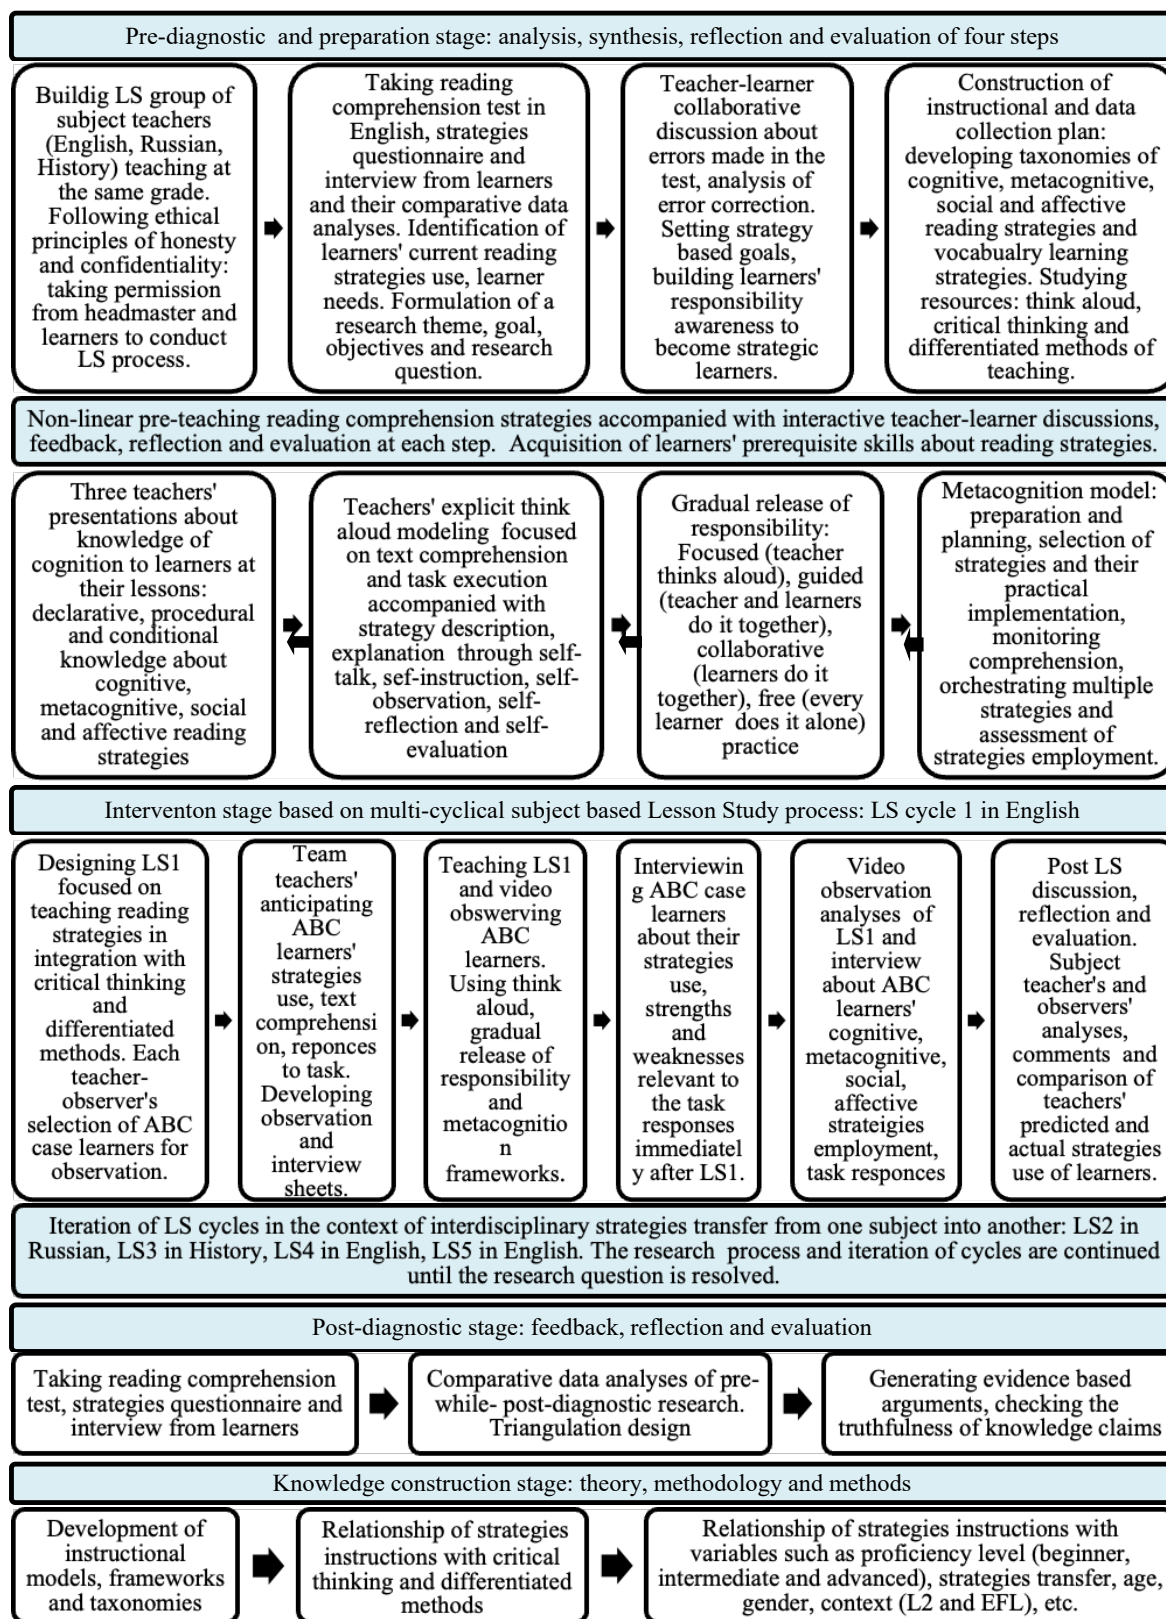 Pre-diagnostic and preparation stage: analysis, synthesis, reflection and evaluation of four steps
Buildig LS group of
subject teachers
(English, Russian,
History) teaching at
the same grade.
Following ethical
principles of honesty
and confidentiality:
taking permission
from headmaster and
learners to conduct
LS process.
Taking reading
comprehension test in
English, strategies
questionnaire and
interview from learners
and their comparative data
analyses. Identification of
learners' current reading
strategies use, learner
needs. Formulation of a
research theme, goal,
objectives and research
question.
Teacher-learner
collaborative
discussion about
errors made in the
test, analysis of
error correction.
Setting strategy
based goals,
building learners'
responsibility
awareness to
become strategic
learners.
Construction of
instructional and data
collection plan:
developing taxonomies of
cognitive, metacognitive,
social and affective
reading strategies and
vocabualry learning
strategies. Studying
resources: think aloud,
critical thinking and
differentiated methods of
teaching.
Non-linear pre-teaching reading comprehension strategies accompanied with interactive teacher-learner discussions,
feedback, reflection and evaluation at each step. Acquisition of learners' prerequisite skills about reading strategies.
Three teachers'
presentations about
knowledge of
cognition to learners at
their lessons:
declarative, procedural
and conditional
knowledge about
cognitive,
metacognitive, social
and affective reading
strategies
Teachers' explicit think
aloud modeling focused
on text comprehension
and task execution
accompanied with
strategy description,
explanation through self-
talk, sef-instruction, self-
observation, self-
reflection and self-
evaluation
Gradual release of
responsibility:
Focused (teacher
thinks aloud), guided
(teacher and learners
do it together),
collaborative
(learners do it
together), free (every
learner does it alone)
practice
Metacognition model:
preparation and
planning, selection of
strategies and their
practical
implementation,
monitoring
comprehension,
orchestrating multiple
strategies and
assessment of
strategies employment.
Interventon stage based on multi-cyclical subject based Lesson Study process: LS cycle 1 in English
Designing LS1
focused on
teaching reading
strategies in
integration with
critical thinking
and
differentiated
methods. Each
teacher-
observer's
selection of ABC
case learners for
observation.
Team
teachers'
anticipating
ABC
learners'
strategies
use, text
comprehensi
on, reponces
to task.
Developing
observation
and
interview
sheets.
Teaching LS1
and video
obswerving
ABC
learners.
Using think
aloud,
gradual
release of
responsibility
and
metacognitio
n
frameworks.
Interviewin
g ABC case
learners
about their
strategies
use,
strengths
and
weaknesses
relevant to
the task
responses
immediatel
y after LS1.
Video
observation
analyses of
LS1 and
interview
about ABC
learners'
cognitive,
metacognitive,
social,
affective
strateigies
employment,
task responces
Post LS
discussion,
reflection and
evaluation.
Subject
teacher's and
observers'
analyses,
comments and
comparison of
teachers'
predicted and
actual strategies
use of learners.
Iteration of LS cycles in the context of interdisciplinary strategies transfer from one subject into another: LS2 in
Russian, LS3 in History, LS4 in English, LS5 in English. The research process and iteration of cycles are continued
until the research question is resolved.
Post-diagnostic stage: feedback, reflection and evaluation
Taking reading comprehension
test, strategies questionnaire and
interview from learners
Comparative data analyses of pre-
while- post-diagnostic research.
Triangulation design
Generating evidence based
arguments, checking the
truthfulness of knowledge claims
Knowledge construction stage: theory, methodology and methods
Development of
instructional
models, frameworks
and taxonomies
Relationship of strategies
instructions with critical
thinking and differentiated
methods
Relationship of strategies instructions with
variables such as proficiency level (beginner,
intermediate and advanced), strategies transfer, age,
gender, context (L2 and EFL), etc.